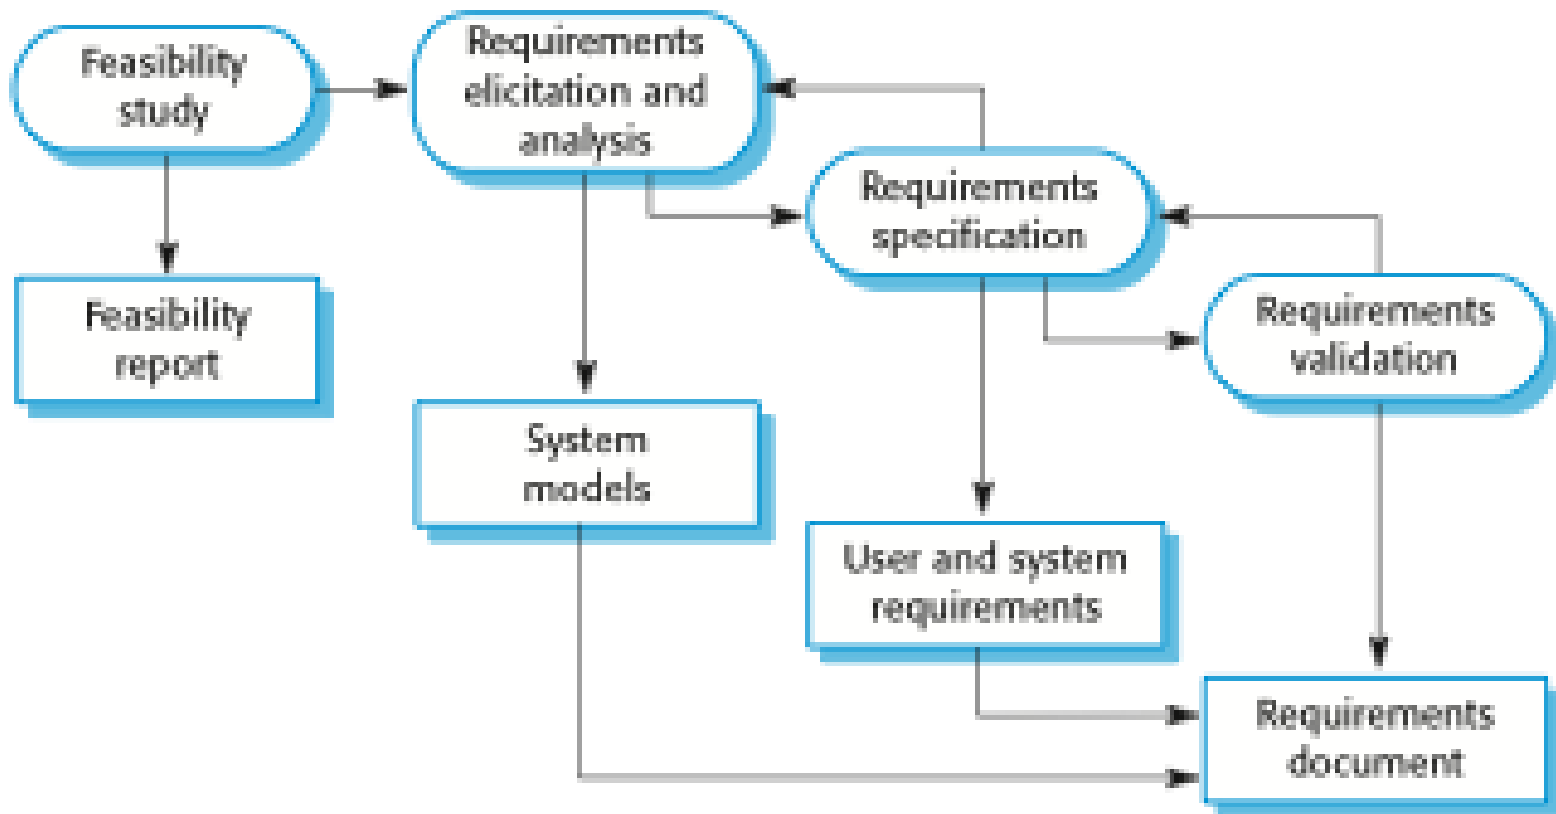 Feasibility
study
Requirements
elicitation and
analysis
Requirements
specification
Requirements
validation
Feasibility
report
System
models
User and system
requirements
Requirements
document